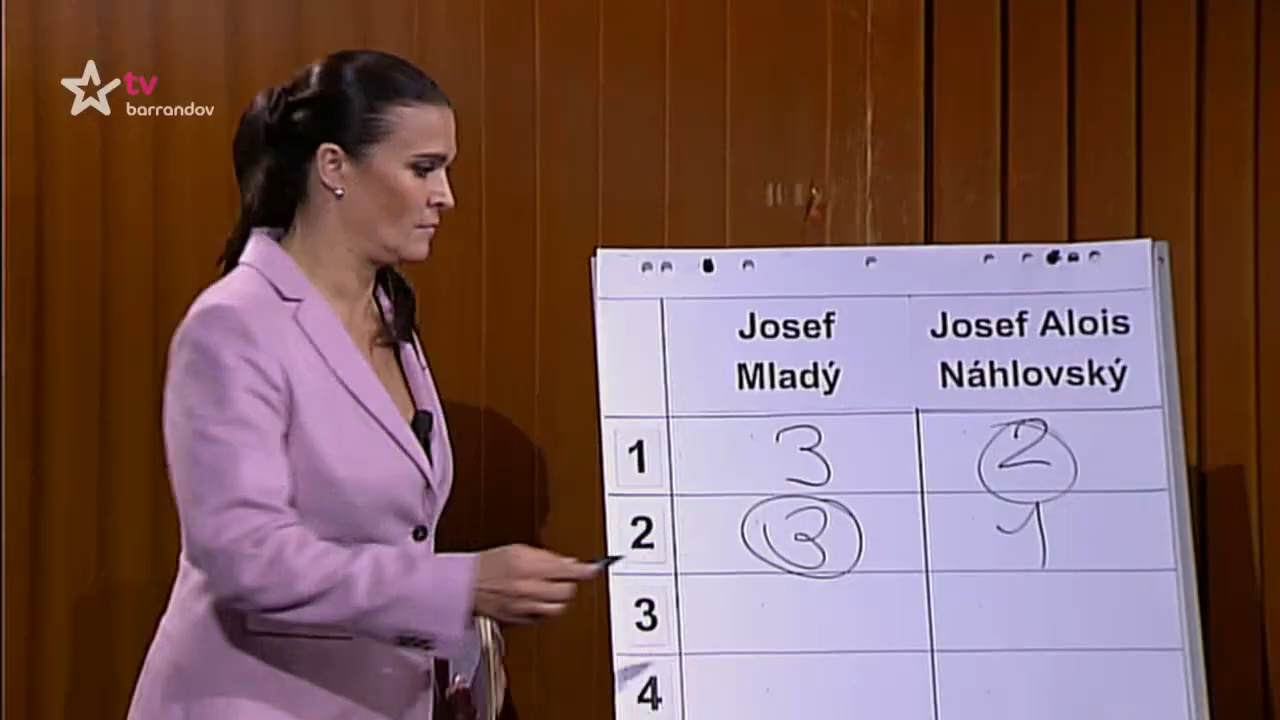 tv
barrandov
Josef Mladý
Josef Alois Náhlovský
1 3 2
2 3 1
3
4